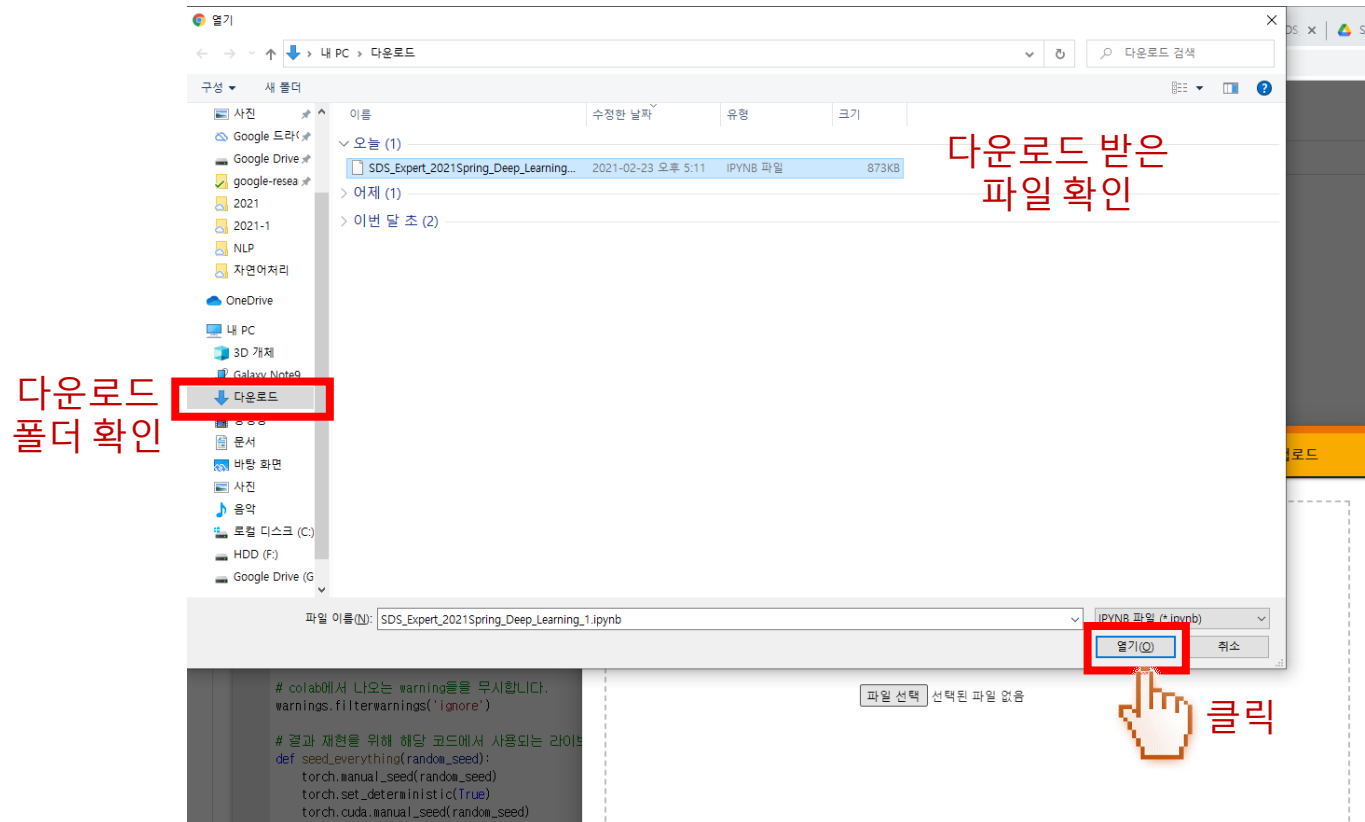 열기
DS
S
내 PC > 다운로드
다운로드 검색
구성
새 폴더
이름
수정한 날짜
유형
크기
사진
Google 드라이
Google Drive
google-resea
2021
2021-1
NLP
자연어처리
OneDrive
내 PC
3D 개체
Galaxy Note9
다운로드
문서
바탕 화면
사진
음악
로컬 디스크 (C:)
HDD (F:)
Google Drive (G
오늘 (1)
SDS_Expert_2021Spring_Deep_Learning...
2021-02-23 오후 5:11
IPYNB 파일
873KB
어제 (1)
이번 달 초 (2)
다운로드 받은
파일 확인
다운로드
폴더 확인
로드
파일 이름(N):
SDS_Expert_2021Spring_Deep_Learning_1.ipynb
IPYNB 파일 (*.ipynb)
열기(O)
취소
클릭
파일 선택
선택된 파일 없음
# colab에서 나오는 warning들을 무시합니다.
warnings.filterwarnings('ignore')
# 결과 재현을 위해 해당 코드에서 사용되는 라이브
def seed_everything(random_seed):
torch.manual_seed(random_seed)
torch.set_deterministic(True)
torch.cuda.manual_seed(random_seed)